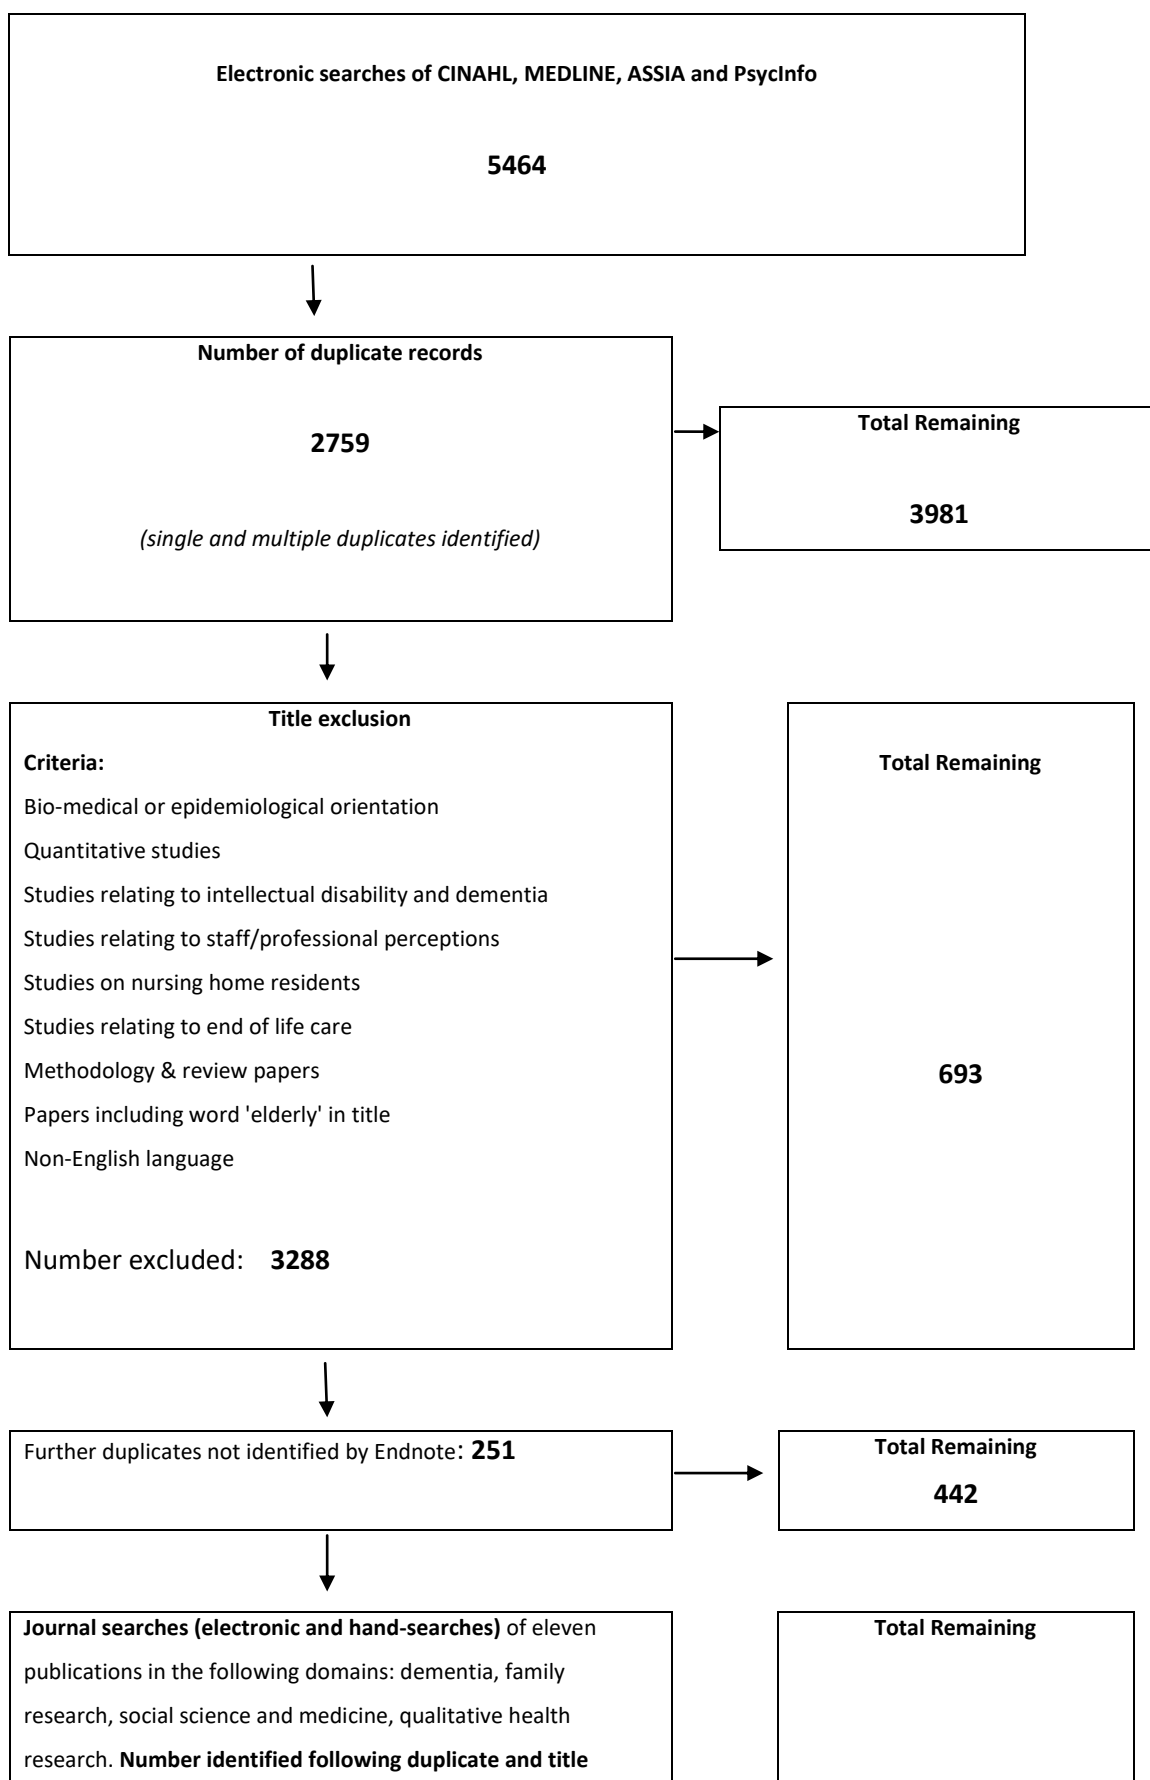 Electronic searches of CINAHL, MEDLINE, ASSIA and PsycInfo
5464
Number of duplicate records
2759
(single and multiple duplicates identified)
Total Remaining
3981
Title exclusion
Criteria:
Bio-medical or epidemiological orientation
Quantitative studies
Studies relating to intellectual disability and dementia
Studies relating to staff/professional perceptions
Studies on nursing home residents
Studies relating to end of life care
Methodology & review papers
Papers including word 'elderly' in title
Non-English language
Number excluded: 3288
Total Remaining
693
Further duplicates not identified by Endnote: 251
Total Remaining
442
Journal searches (electronic and hand-searches) of eleven
publications in the following domains: dementia, family
research, social science and medicine, qualitative health
research. Number identified following duplicate and title
Total Remaining